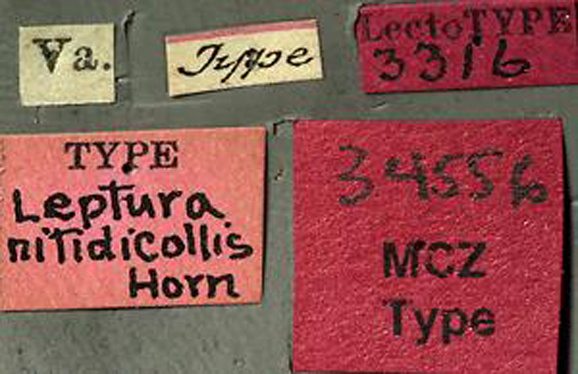 Va.
Type
LectoTYPE
3316
TYPE
Leptura
nitidicollis
Horn
34556
MCZ
Type